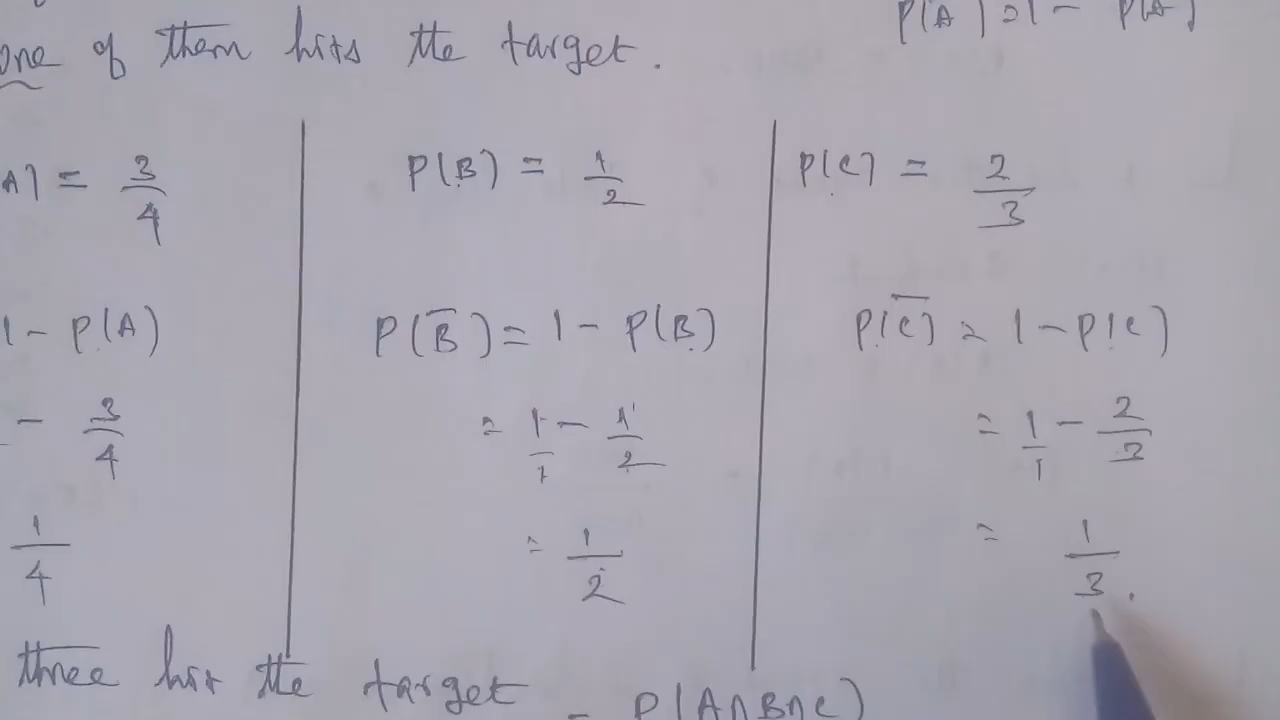 one of them hits the target.
P(A) = 1 - P(A)
A) = 3/4
P(B) = 1/2
P(C) = 2/3
1 - P(A)
P(B̅) = 1 - P(B)
P(C̅) = 1 - P(C)
- 3/4
= 1/1 - 1/2
= 1/1 - 2/3
1/4
= 1/2
= 1/3.
three hit the target = P(A∩B∩C)